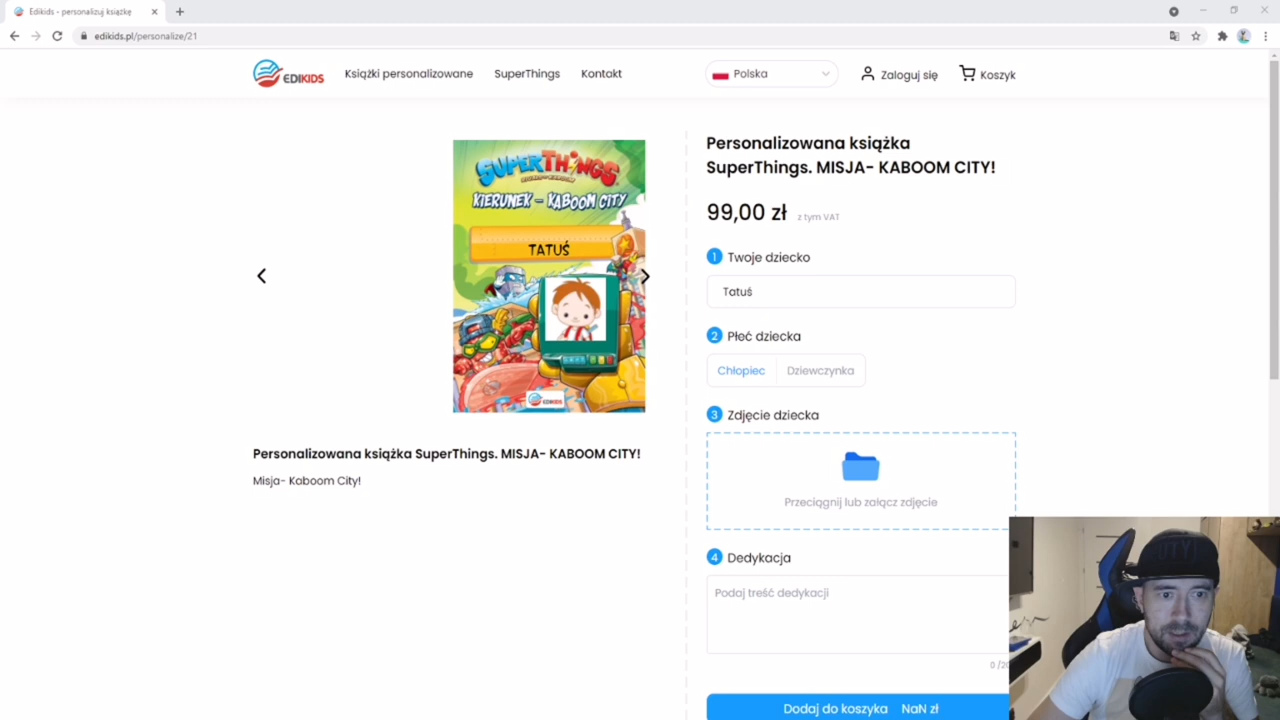 Edikids - personalizuj książkę
edikids.pl/personalize/21
EDIKIDS
Książki personalizowane
SuperThings
Kontakt
Polska
Zaloguj się
Koszyk
SUPERTHINGS
KIERUNEK - KABOOM CITY
TATUŚ
EDIKIDS
Personalizowana książka SuperThings. MISJA- KABOOM CITY!
Misja- Kaboom City!
Personalizowana książka
SuperThings. MISJA- KABOOM CITY!
99,00 zł z tym VAT
1 Twoje dziecko
Tatuś
2 Płeć dziecka
Chłopiec Dziewczynka
3 Zdjęcie dziecka
Przeciągnij lub załącz zdjęcie
4 Dedykacja
Podaj treść dedykacji
Dodaj do koszyka NaN zł